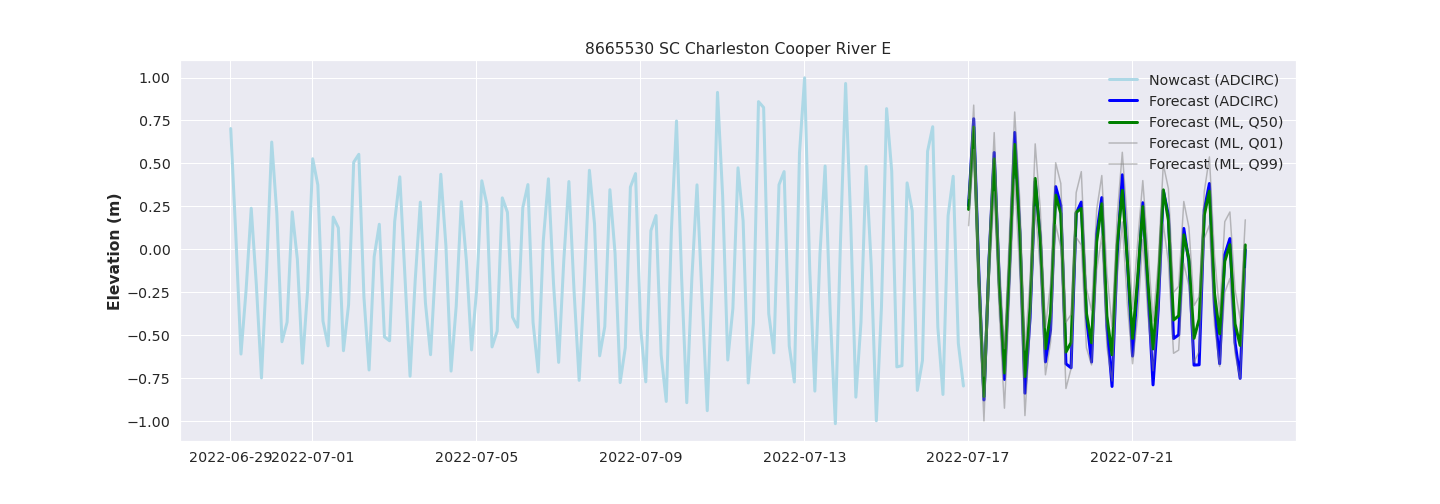 8665530 SC Charleston Cooper River E
1.00
0.75
0.50
0.25
0.00
−0.25
−0.50
−0.75
−1.00
Elevation (m)
Nowcast (ADCIRC)
Forecast (ADCIRC)
Forecast (ML, Q50)
Forecast (ML, Q01)
Forecast (ML, Q99)
2022-06-29 2022-07-01 2022-07-05 2022-07-09 2022-07-13 2022-07-17 2022-07-21